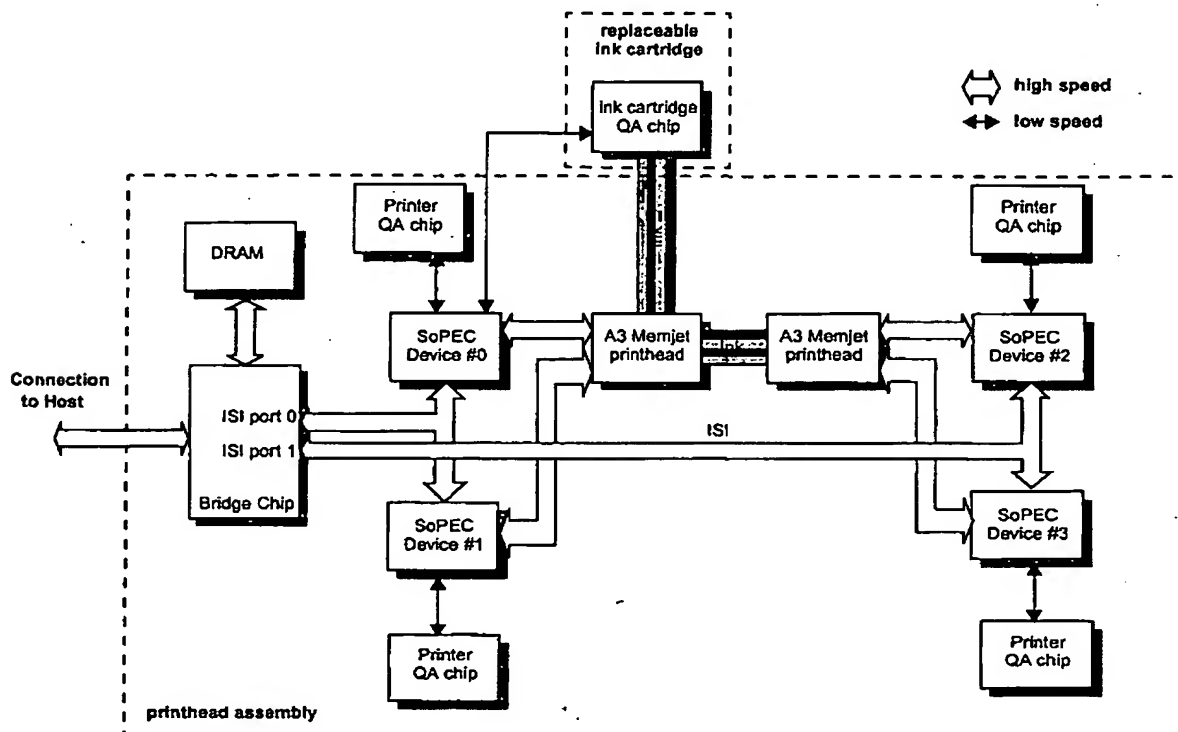 replaceable
ink cartridge
ink cartridge
QA chip
high speed
low speed
Printer
QA chip
Printer
QA chip
DRAM
Ink
SoPEC
Device #0
A3 Memjet
printhead
Ink
A3 Memjet
printhead
SoPEC
Device #2
Connection
to Host
ISI port 0
ISI port 1
Bridge Chip
ISI
SoPEC
Device #1
SoPEC
Device #3
Printer
QA chip
Printer
QA chip
printhead assembly